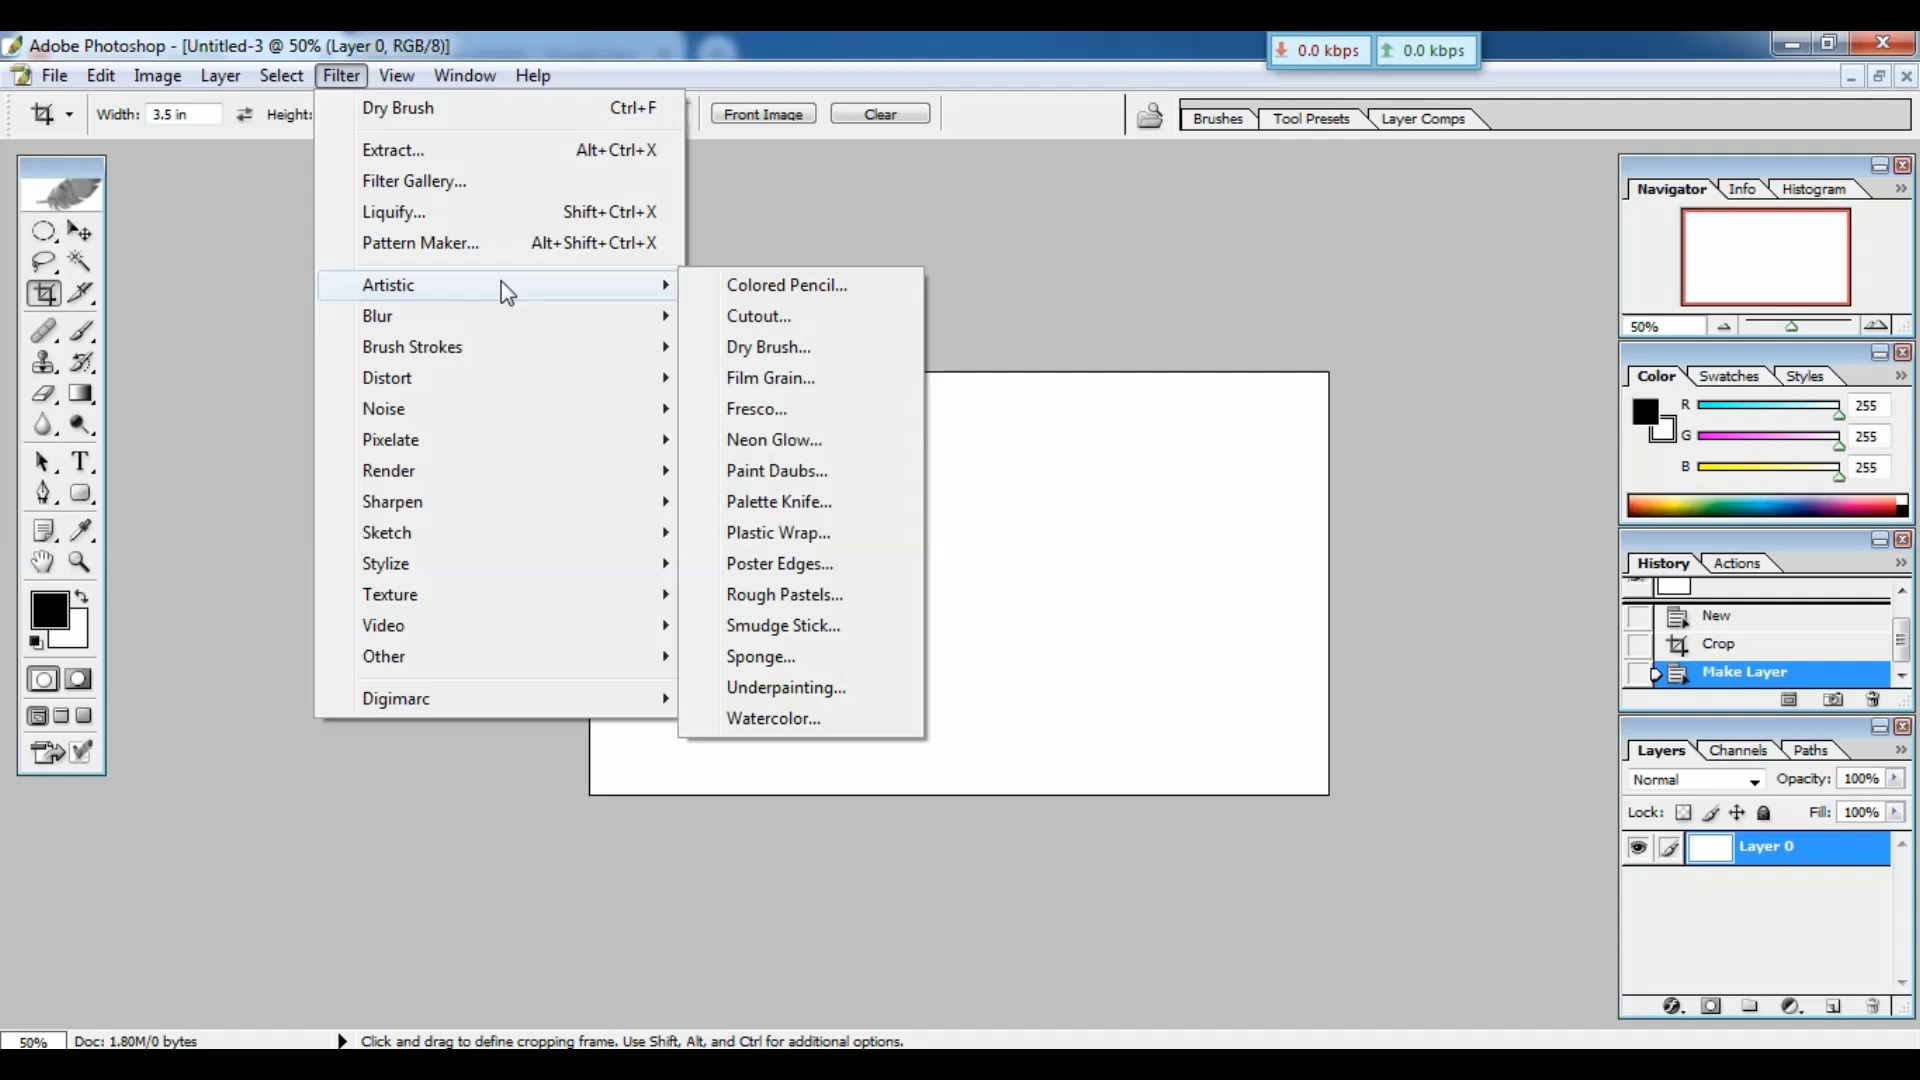 Adobe Photoshop - [Untitled-3 @ 50% (Layer 0, RGB/8)]
0.0 kbps
0.0 kbps
File Edit Image Layer Select Filter View Window Help
Width: 3.5 in Height:
Front Image
Clear
Brushes Tool Presets Layer Comps
Dry Brush Ctrl+F
Extract... Alt+Ctrl+X
Filter Gallery...
Liquify... Shift+Ctrl+X
Pattern Maker... Alt+Shift+Ctrl+X
Artistic
Blur
Brush Strokes
Distort
Noise
Pixelate
Render
Sharpen
Sketch
Stylize
Texture
Video
Other
Digimarc
Colored Pencil...
Cutout...
Dry Brush...
Film Grain...
Fresco...
Neon Glow...
Paint Daubs...
Palette Knife...
Plastic Wrap...
Poster Edges...
Rough Pastels...
Smudge Stick...
Sponge...
Underpainting...
Watercolor...
T
Navigator Info Histogram
50%
Color Swatches Styles
R 255
G 255
B 255
History Actions
New
Crop
Make Layer
Layers Channels Paths
Normal Opacity: 100%
Lock: Fill: 100%
Layer 0
50% Doc: 1.80M/0 bytes Click and drag to define cropping frame. Use Shift, Alt, and Ctrl for additional options.